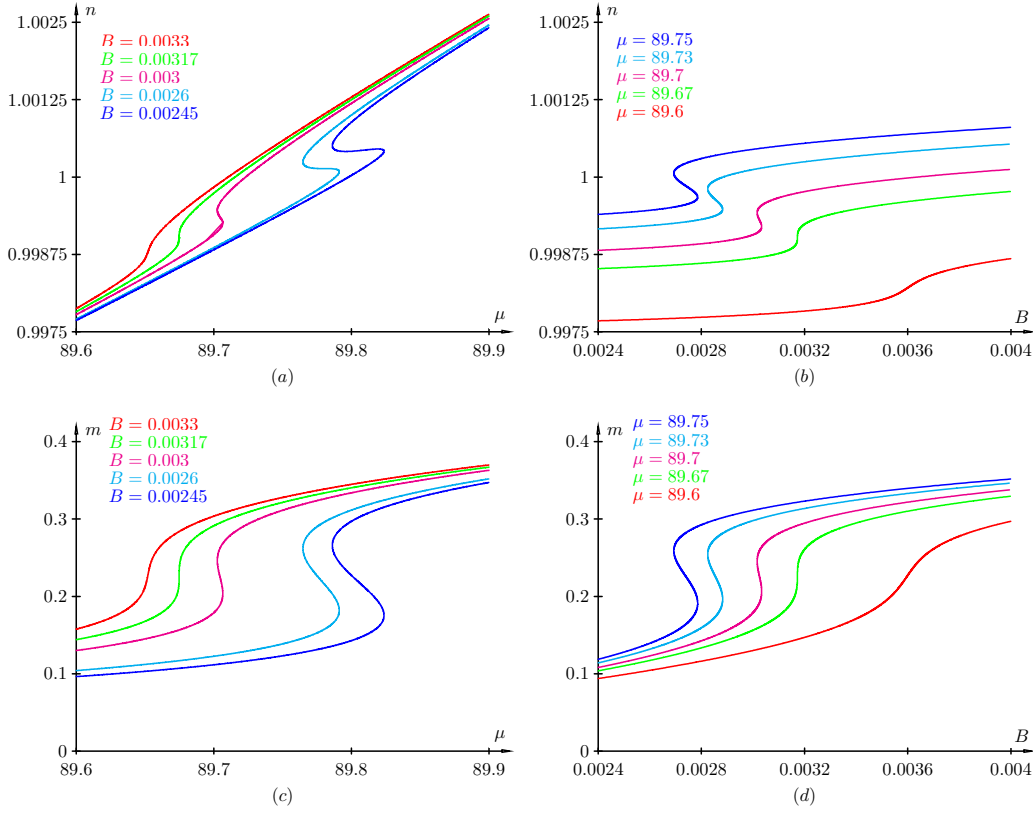 n
1.0025
1.00125
1
0.99875
0.9975
B = 0.0033
B = 0.00317
B = 0.003
B = 0.0026
B = 0.00245
μ
89.6 89.7 89.8 89.9
(a)
n
1.0025
1.00125
1
0.99875
0.9975
μ = 89.75
μ = 89.73
μ = 89.7
μ = 89.67
μ = 89.6
B
0.0024 0.0028 0.0032 0.0036 0.004
(b)
m
0.4
0.3
0.2
0.1
0
B = 0.0033
B = 0.00317
B = 0.003
B = 0.0026
B = 0.00245
μ
89.6 89.7 89.8 89.9
(c)
m
0.4
0.3
0.2
0.1
0
μ = 89.75
μ = 89.73
μ = 89.7
μ = 89.67
μ = 89.6
B
0.0024 0.0028 0.0032 0.0036 0.004
(d)